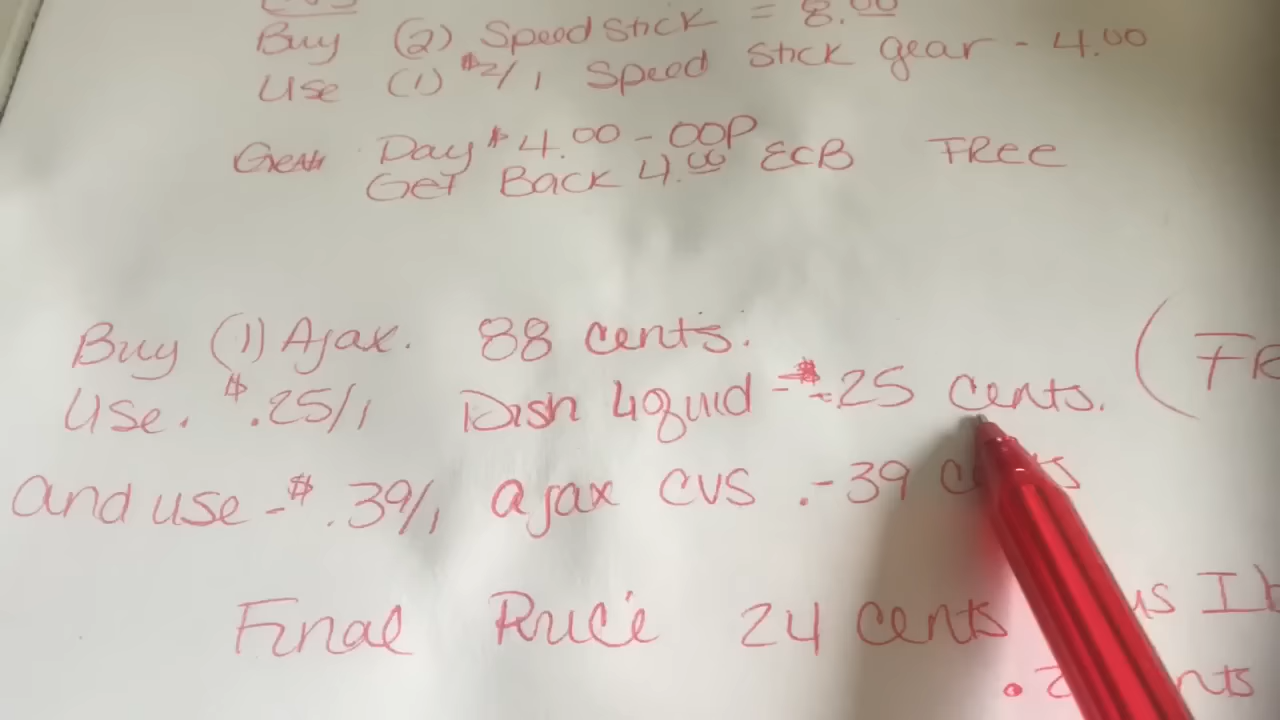 Buy (2) Speed Stick = 8.00
Use (1) $2/1 Speed Stick gear - 4.00
Day $4.00 - OOP
Get Back 4.00 ECB FREE
Buy (1) Ajax. 88 cents.
Use. $.25/1 Dish Liquid - .25 cents.
and use - $.39/1 ajax CVS .-39
Final Price 24 cents